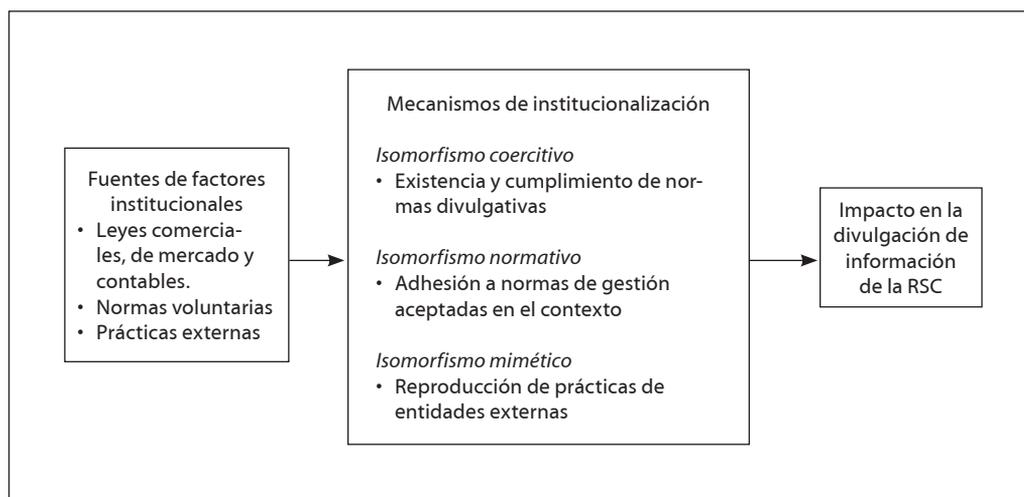 Fuentes de factores
institucionales
• Leyes comercia-
les, de mercado y
contables.
• Normas voluntarias
• Prácticas externas
Mecanismos de institucionalización
Isomorfismo coercitivo
• Existencia y cumplimiento de nor-
mas divulgativas
Isomorfismo normativo
• Adhesión a normas de gestión
aceptadas en el contexto
Isomorfismo mimético
• Reproducción de prácticas de
entidades externas
Impacto en la
divulgación de
información
de la RSC